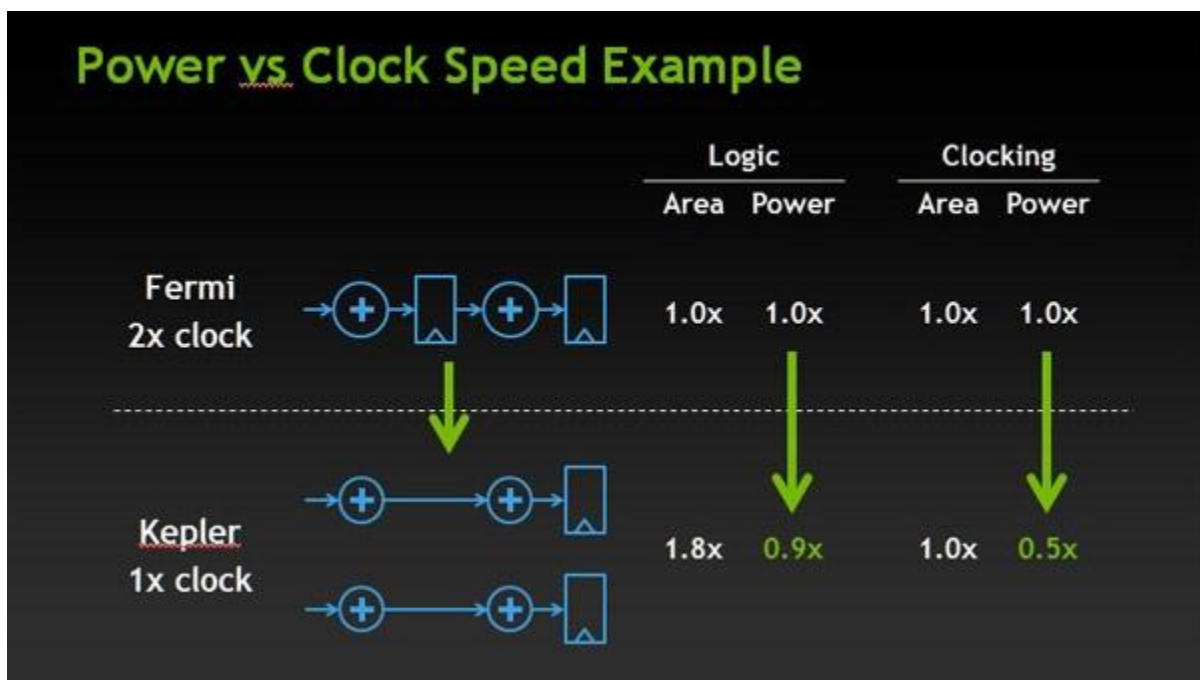 Power vs Clock Speed Example
Logic Clocking
Area Power Area Power
Fermi
2x clock
1.0x 1.0x 1.0x 1.0x
Kepler
1x clock
1.8x 0.9x 1.0x 0.5x